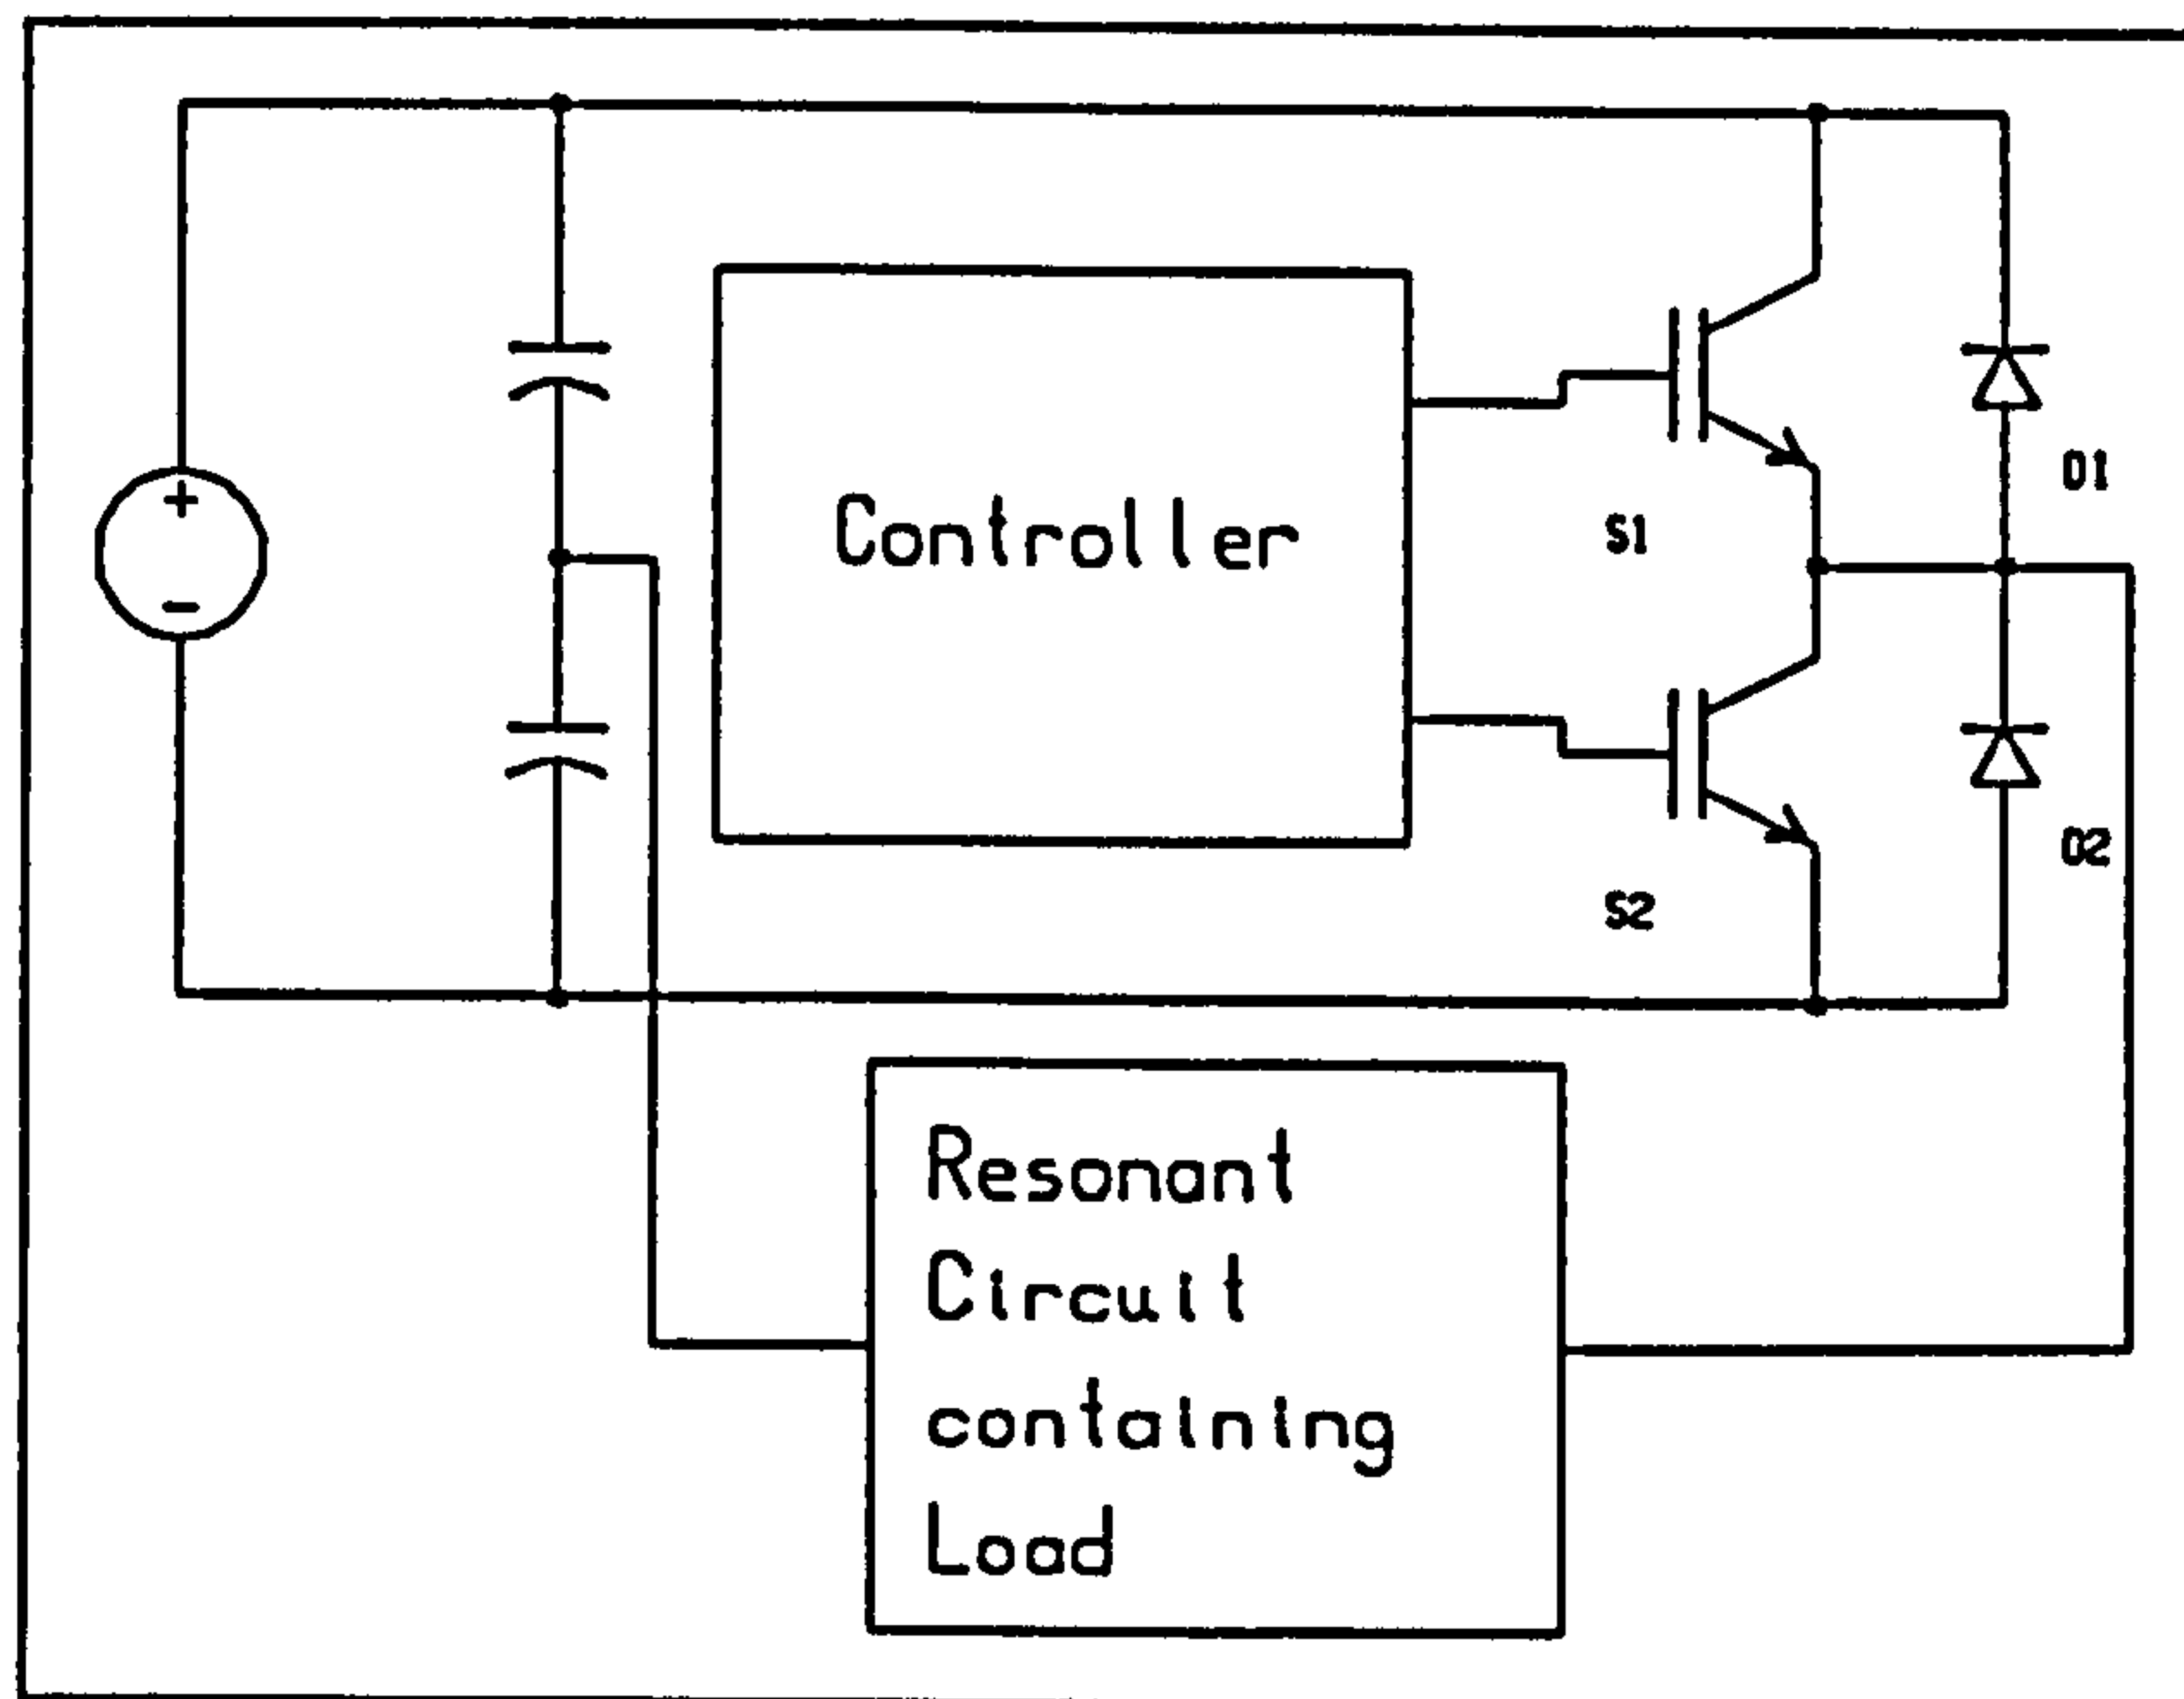 +
D1
Controller
S1
-
D2
S2
Resonant
Circuit
containing
Load